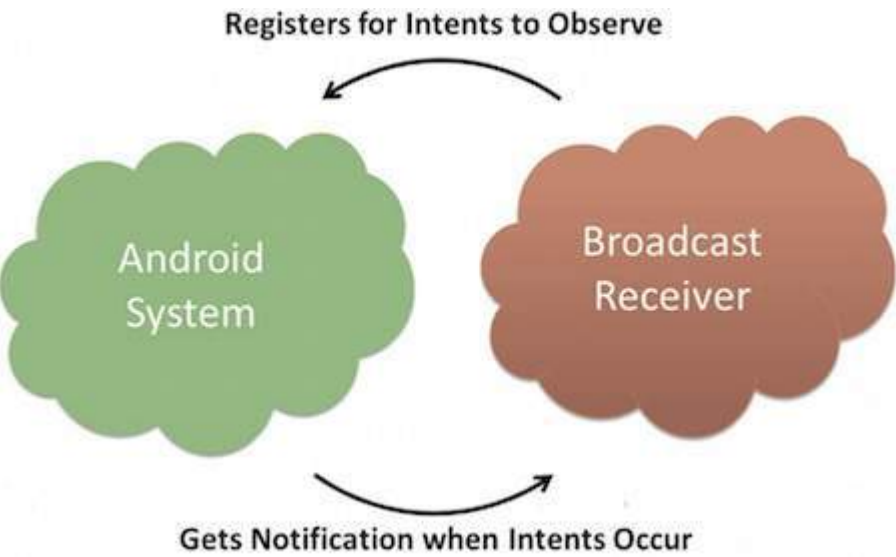 Registers for Intents to Observe
Android
System
Broadcast
Receiver
Gets Notification when Intents Occur